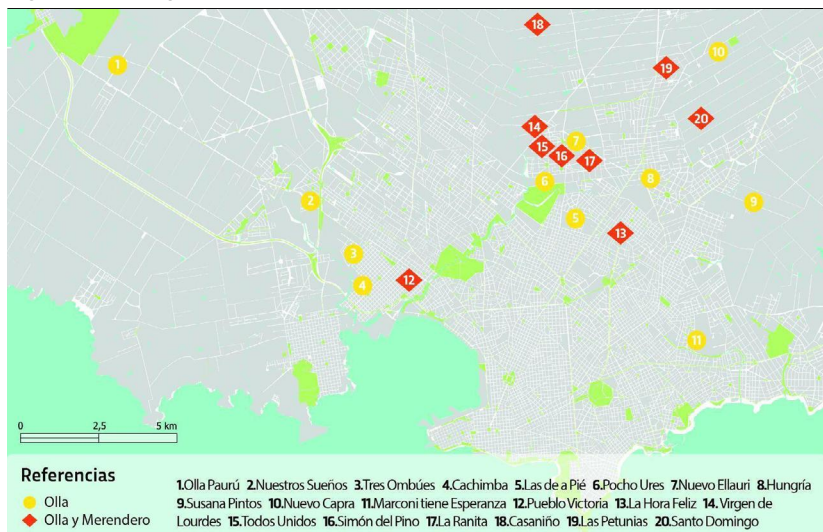 18
10
1
19
20
14
7
15
16
17
6
8
2
9
5
13
3
12
4
11
0 2,5 5 km
Referencias
Olla
Olla y Merendero
1.Olla Paurú 2.Nuestros Sueños 3.Tres Ombúes 4.Cachimba 5.Las de a Pié 6.Pocho Ures 7.Nuevo Ellauri 8.Hungría
9.Susana Pintos 10.Nuevo Capra 11.Marconi tiene Esperanza 12.Pueblo Victoria 13.La Hora Feliz 14. Virgen de
Lourdes 15.Todos Unidos 16.Simón del Pino 17.La Ranita 18.Casaniño 19.Las Petunias 20.Santo Domingo